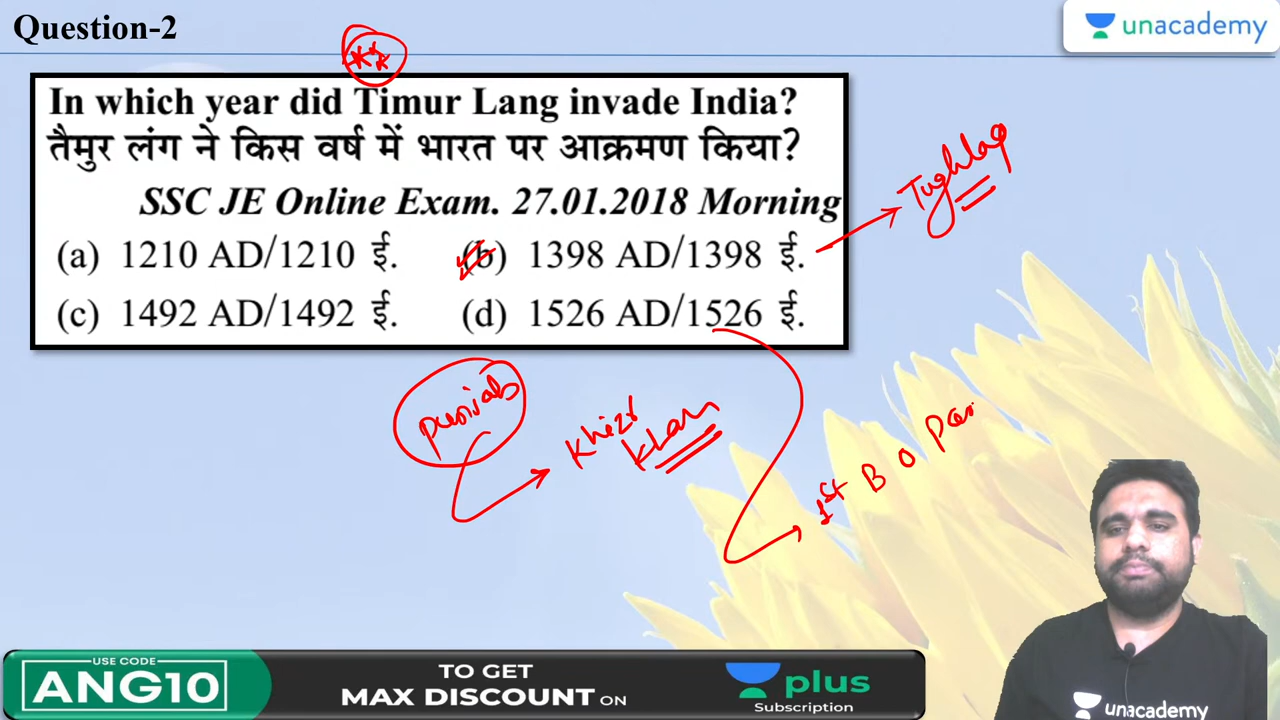 Question-2
unacademy
In which year did Timur Lang invade India?
तैमुर लंग ने किस वर्ष में भारत पर आक्रमण किया?
SSC JE Online Exam. 27.01.2018 Morning
(a) 1210 AD/1210 ई. (b) 1398 AD/1398 ई.
(c) 1492 AD/1492 ई. (d) 1526 AD/1526 ई.
Tughlaq
Punjab
Khizr
Khan
1st B O Pan
USE CODE
ANG10
TO GET
MAX DISCOUNT ON
plus
Subscription
unacademy